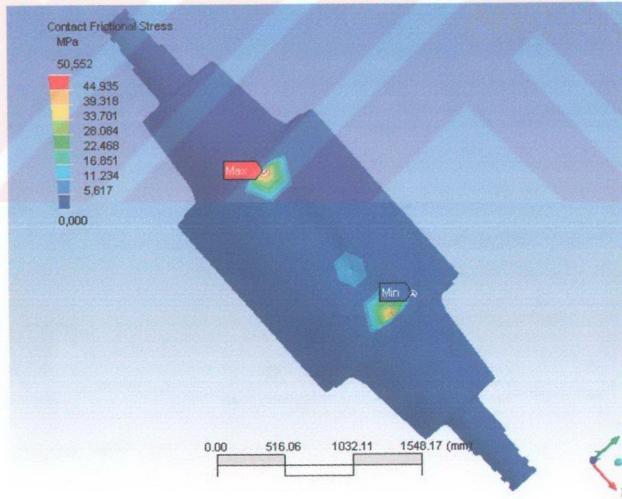 Contact Frictional Stress
MPa
50,552
44.935
39.318
33.701
28.084
22.468
16.851
11.234
5,617
0,000
Max
Min
0.00
516.06
1032.11
1548.17 (mm)